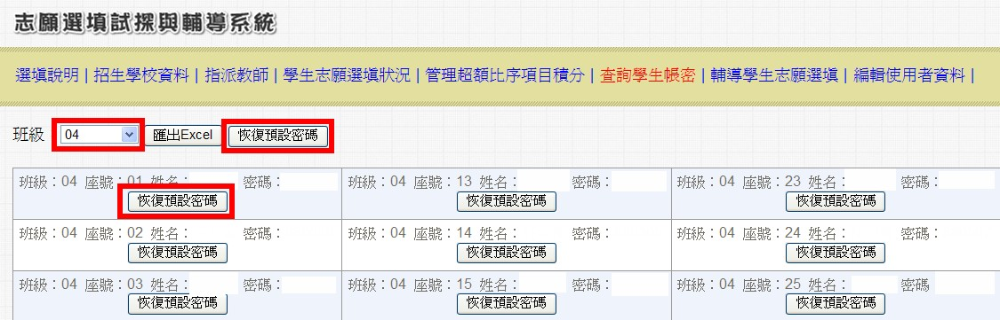 志願選填試探與輔導系統
選填說明 | 招生學校資料 | 指派教師 | 學生志願選填狀況 | 管理超額比序項目積分 | 查詢學生帳密 | 輔導學生志願選填 | 編輯使用者資料 |
班級 04 匯出Excel 恢復預設密碼
班級：04 座號：01 姓名： 密碼： 班級：04 座號：13 姓名： 密碼： 班級：04 座號：23 姓名： 密碼：
恢復預設密碼 恢復預設密碼 恢復預設密碼
班級：04 座號：02 姓名： 密碼： 班級：04 座號：14 姓名： 密碼： 班級：04 座號：24 姓名： 密碼：
恢復預設密碼 恢復預設密碼 恢復預設密碼
班級：04 座號：03 姓名： 密碼： 班級：04 座號：15 姓名： 密碼： 班級：04 座號：25 姓名： 密碼
恢復預設密碼 恢復預設密碼 恢復預設密碼